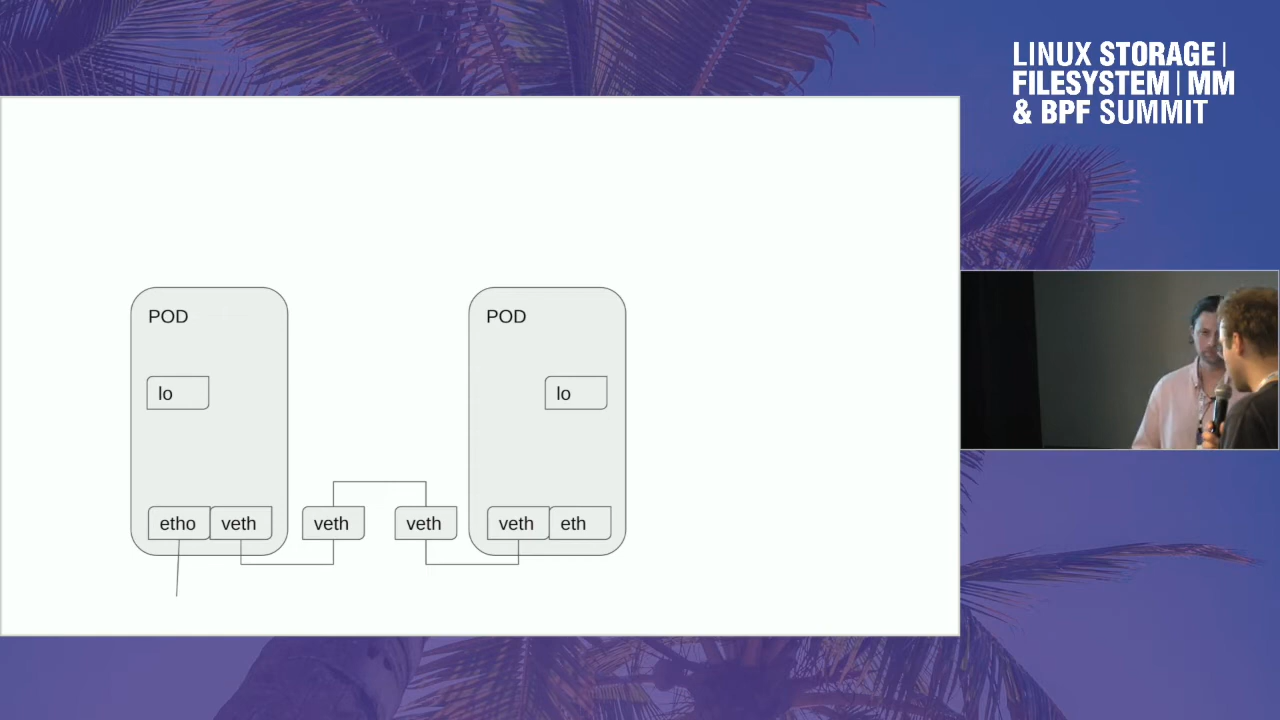 LINUX STORAGE |
FILESYSTEM | MM
& BPF SUMMIT
POD
POD
lo
lo
etho
veth
veth
veth
veth
eth